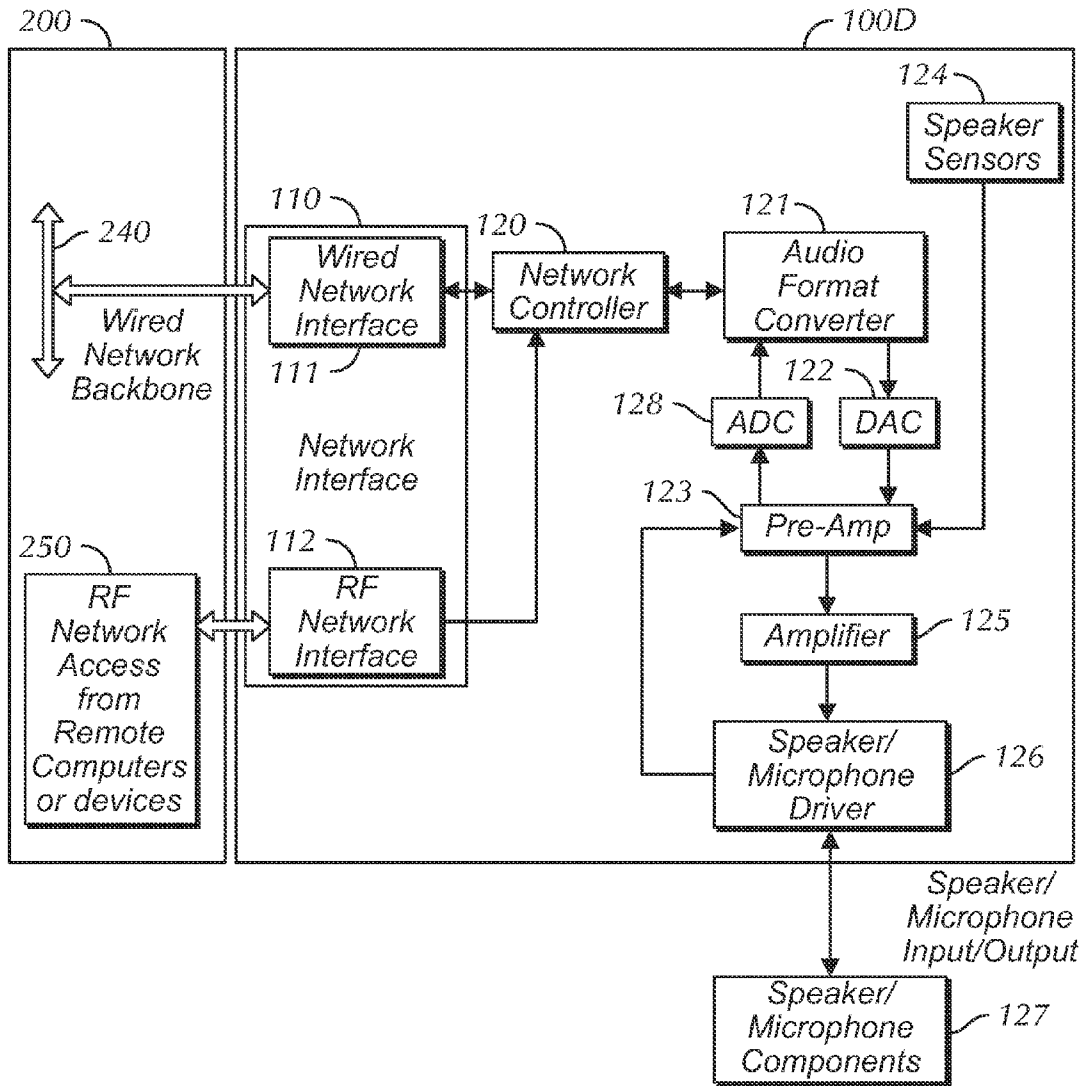 200
100D
124
Speaker
Sensors
110
240
120
121
Wired
Network
Interface
Network
Controller
Audio
Format
Converter
Wired
Network
Backbone
111
122
128
ADC
DAC
Network
Interface
123
Pre-Amp
250
112
RF
Network
Access
from
Remote
Computers
or devices
RF
Network
Interface
Amplifier
125
Speaker/
Microphone
Driver
126
Speaker/
Microphone
Input/Output
Speaker/
Microphone
Components
127